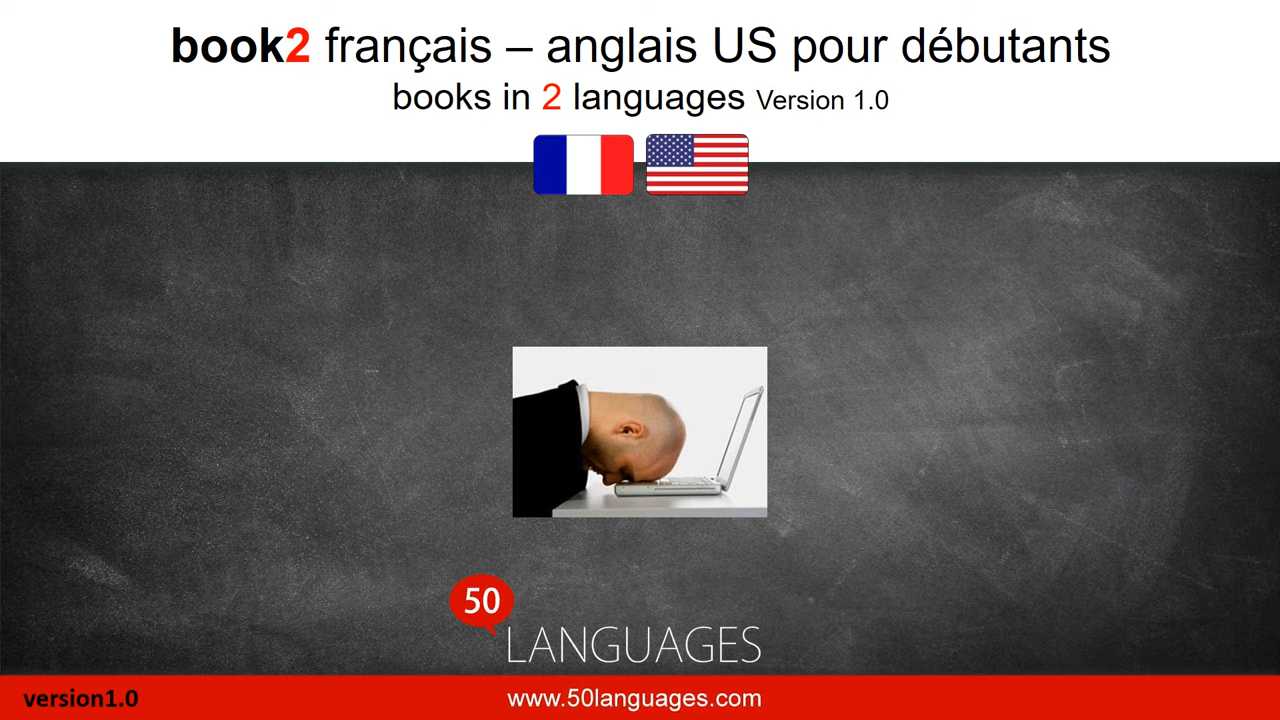 book2 français – anglais US pour débutants
books in 2 languages Version 1.0
50
LANGUAGES
version1.0
www.50languages.com